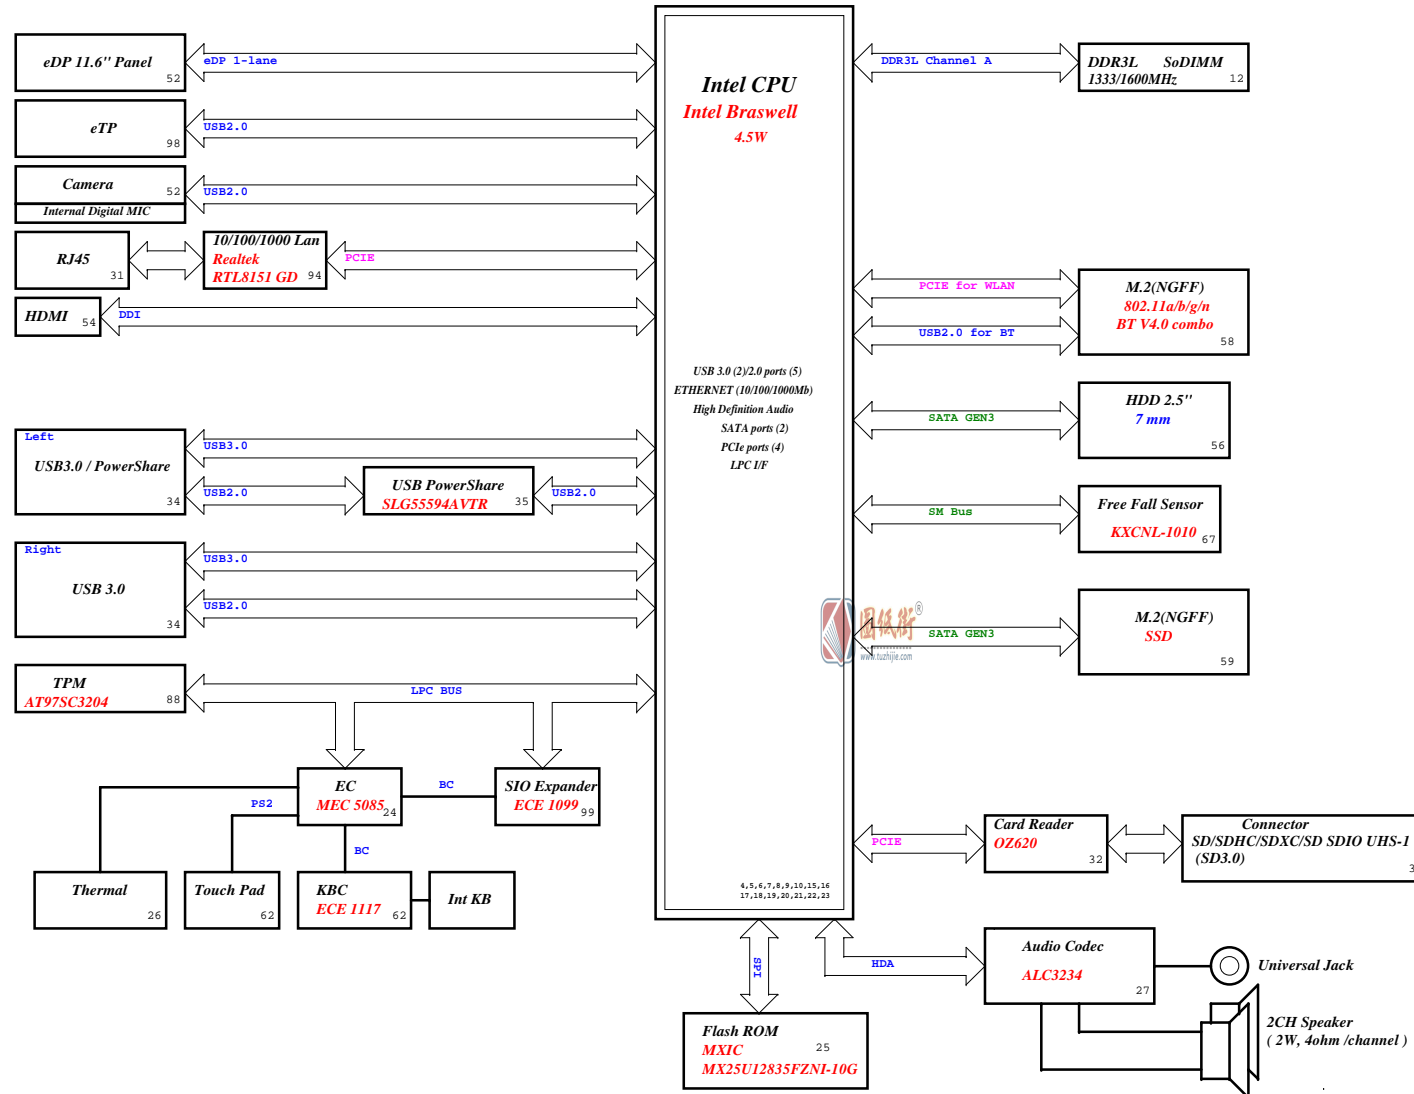 eDP 11.6" Panel
52
eDP 1-lane
eTP
98
USB2.0
Camera
52
Internal Digital MIC
USB2.0
RJ45
31
10/100/1000 Lan
Realtek
RTL8151 GD
94
PCIE
HDMI
54
DDI
Left
USB3.0 / PowerShare
34
USB3.0
USB2.0
USB PowerShare
SLG55594AVTR
35
USB2.0
Right
USB 3.0
34
USB3.0
USB2.0
TPM
AT97SC3204
88
LPC BUS
EC
MEC 5085
24
BC
SIO Expander
ECE 1099
99
PS2
BC
Thermal
26
Touch Pad
62
KBC
ECE 1117
62
Int KB
Intel CPU
Intel Braswell
4.5W
USB 3.0 (2)/2.0 ports (5)
ETHERNET (10/100/1000Mb)
High Definition Audio
SATA ports (2)
PCIe ports (4)
LPC I/F
4,5,6,7,8,9,10,15,16
17,18,19,20,21,22,23
DDR3L Channel A
DDR3L SoDIMM
1333/1600MHz
12
PCIE for WLAN
USB2.0 for BT
M.2(NGFF)
802.11a/b/g/n
BT V4.0 combo
58
SATA GEN3
HDD 2.5"
7 mm
56
SM Bus
Free Fall Sensor
KXCNL-1010
67
圖紙街®
www.tuzhijie.com
SATA GEN3
M.2(NGFF)
SSD
59
PCIE
Card Reader
OZ620
32
Connector
SD/SDHC/SDXC/SD SDIO UHS-1
(SD3.0)
3
SPI
Flash ROM
MXIC
25
MX25U12835FZNI-10G
HDA
Audio Codec
ALC3234
27
Universal Jack
2CH Speaker
( 2W, 4ohm /channel )